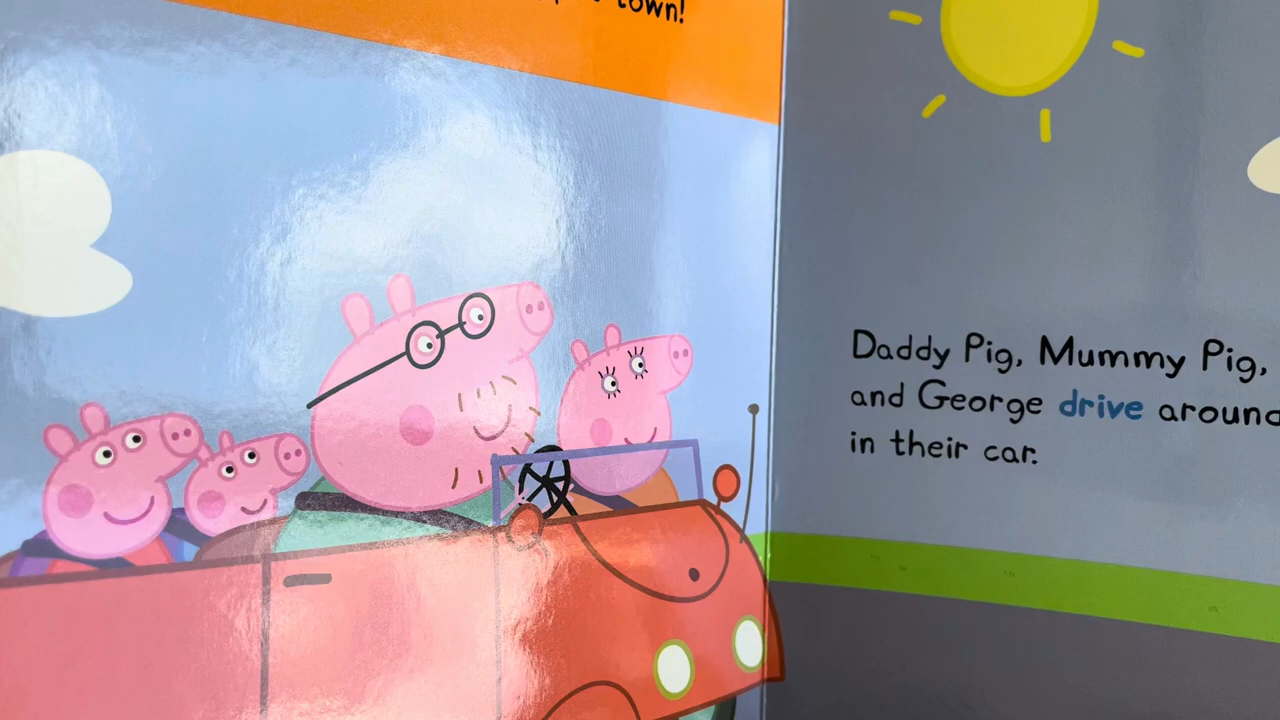 town!
Daddy Pig, Mummy Pig,
and George drive around
in their car.